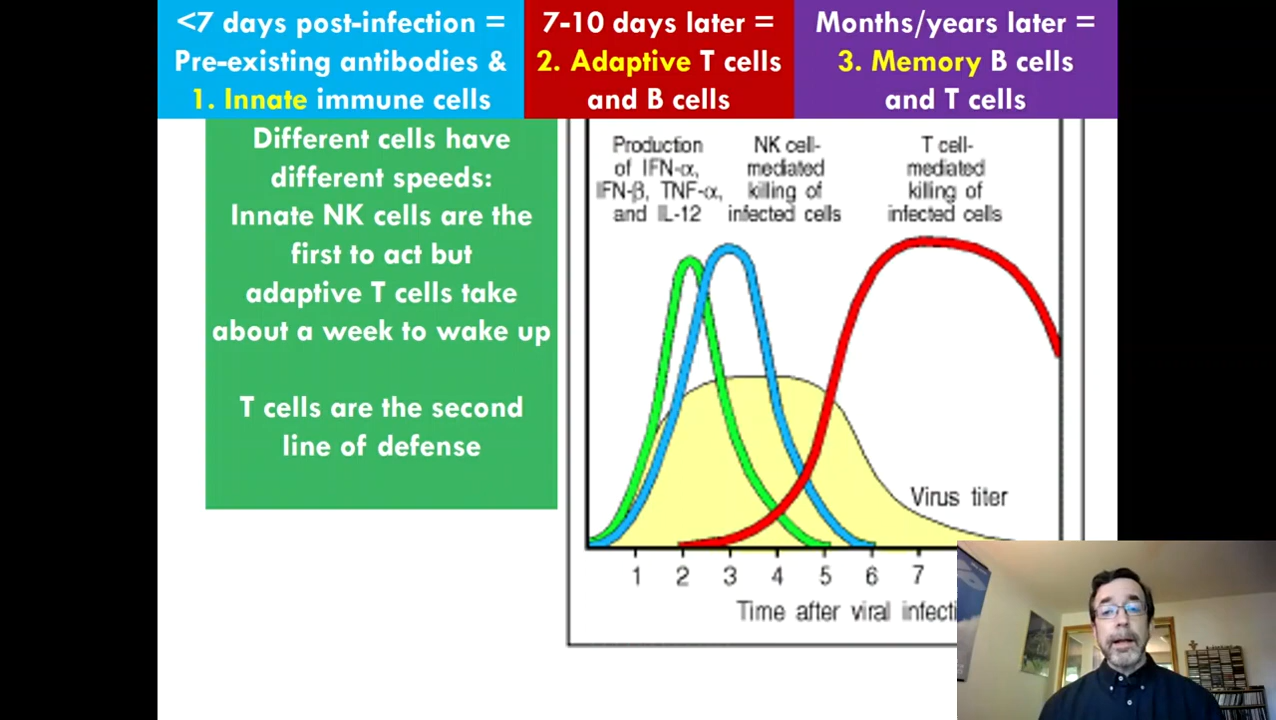 <7 days post-infection =
Pre-existing antibodies &
1. Innate immune cells
7-10 days later =
2. Adaptive T cells
and B cells
Months/years later =
3. Memory B cells
and T cells
Different cells have
different speeds:
Innate NK cells are the
first to act but
adaptive T cells take
about a week to wake up
T cells are the second
line of defense
Production
of IFN-α,
IFN-β, TNF-α,
and IL-12
NK cell-
mediated
killing of
infected cells
T cell-
mediated
killing of
infected cells
Virus titer
1 2 3 4 5 6 7
Time after viral infecti